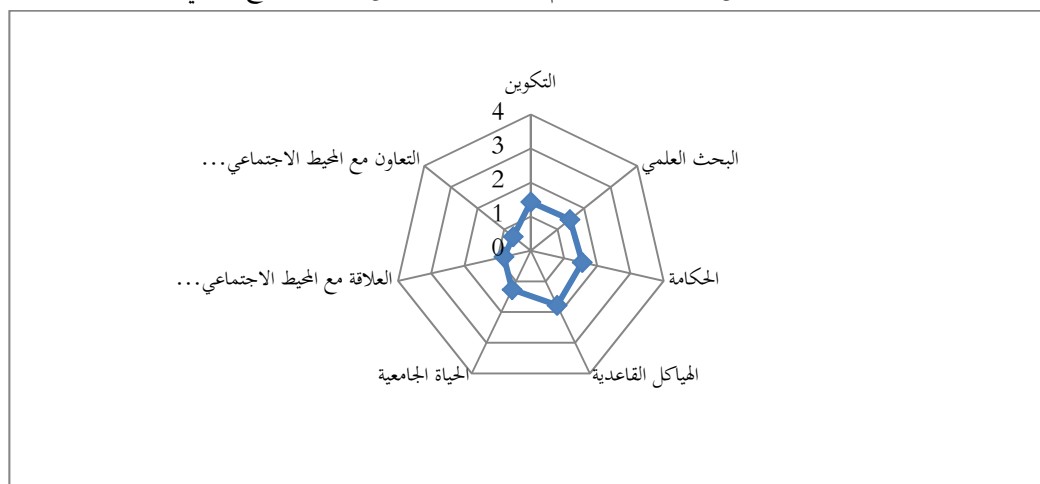 التكوين
4
3
2
1
0
البحث العلمي
التعاون مع المحيط الاجتماعي...
الحكامة
العلاقة مع المحيط الاجتماعي...
الهياكل القاعدية
الحياة الجامعية